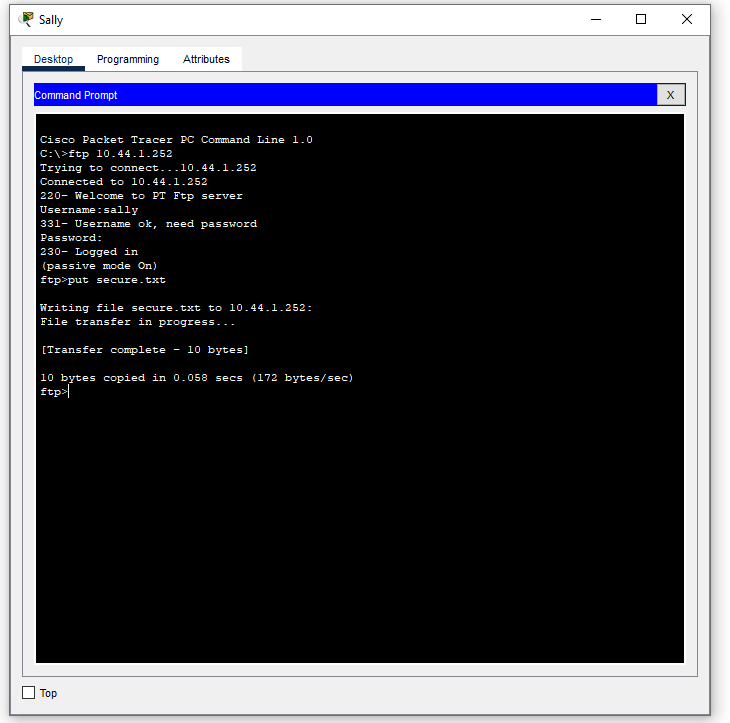 Sally
Desktop Programming Attributes
Command Prompt X
Cisco Packet Tracer PC Command Line 1.0
C:\>ftp 10.44.1.252
Trying to connect...10.44.1.252
Connected to 10.44.1.252
220- Welcome to PT Ftp server
Username:sally
331- Username ok, need password
Password:
230- Logged in
(passive mode On)
ftp>put secure.txt
Writing file secure.txt to 10.44.1.252:
File transfer in progress...
[Transfer complete - 10 bytes]
10 bytes copied in 0.058 secs (172 bytes/sec)
ftp>
Top